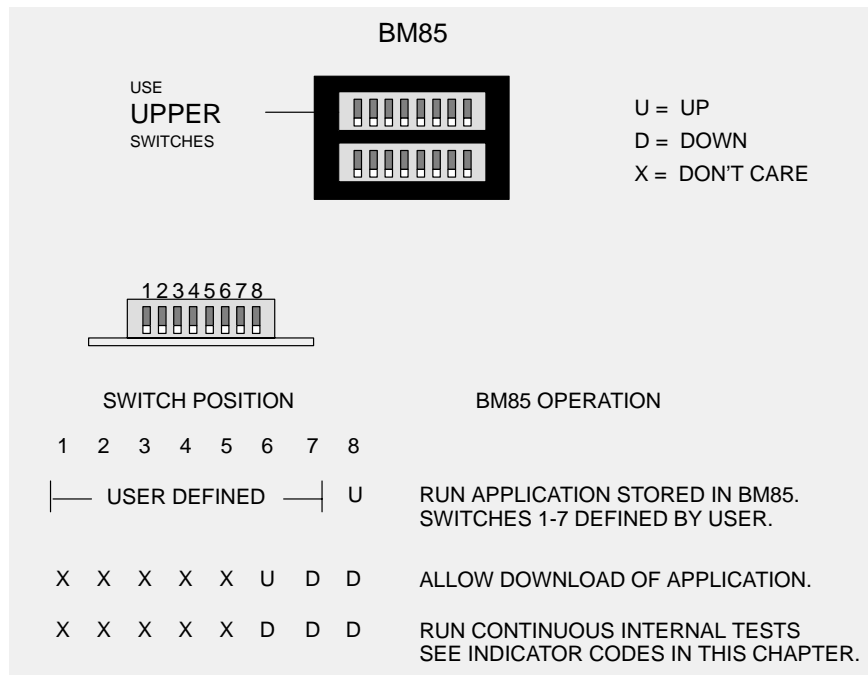 BM85
USE
UPPER
SWITCHES
U = UP
D = DOWN
X = DON'T CARE
12345678
SWITCH POSITION
BM85 OPERATION
1 2 3 4 5 6 7 8
USER DEFINED U RUN APPLICATION STORED IN BM85.
SWITCHES 1-7 DEFINED BY USER.
X X X X X U D D ALLOW DOWNLOAD OF APPLICATION.
X X X X X D D D RUN CONTINUOUS INTERNAL TESTS
SEE INDICATOR CODES IN THIS CHAPTER.